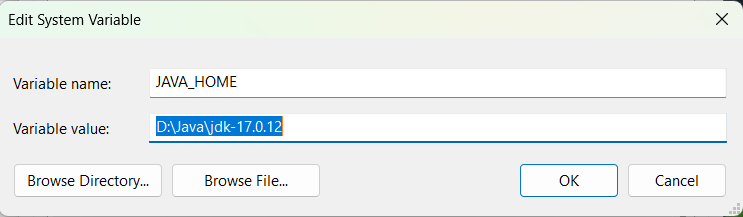 Edit System Variable
Variable name: JAVA_HOME
Variable value: D:\Java\jdk-17.0.12
Browse Directory... Browse File... OK Cancel